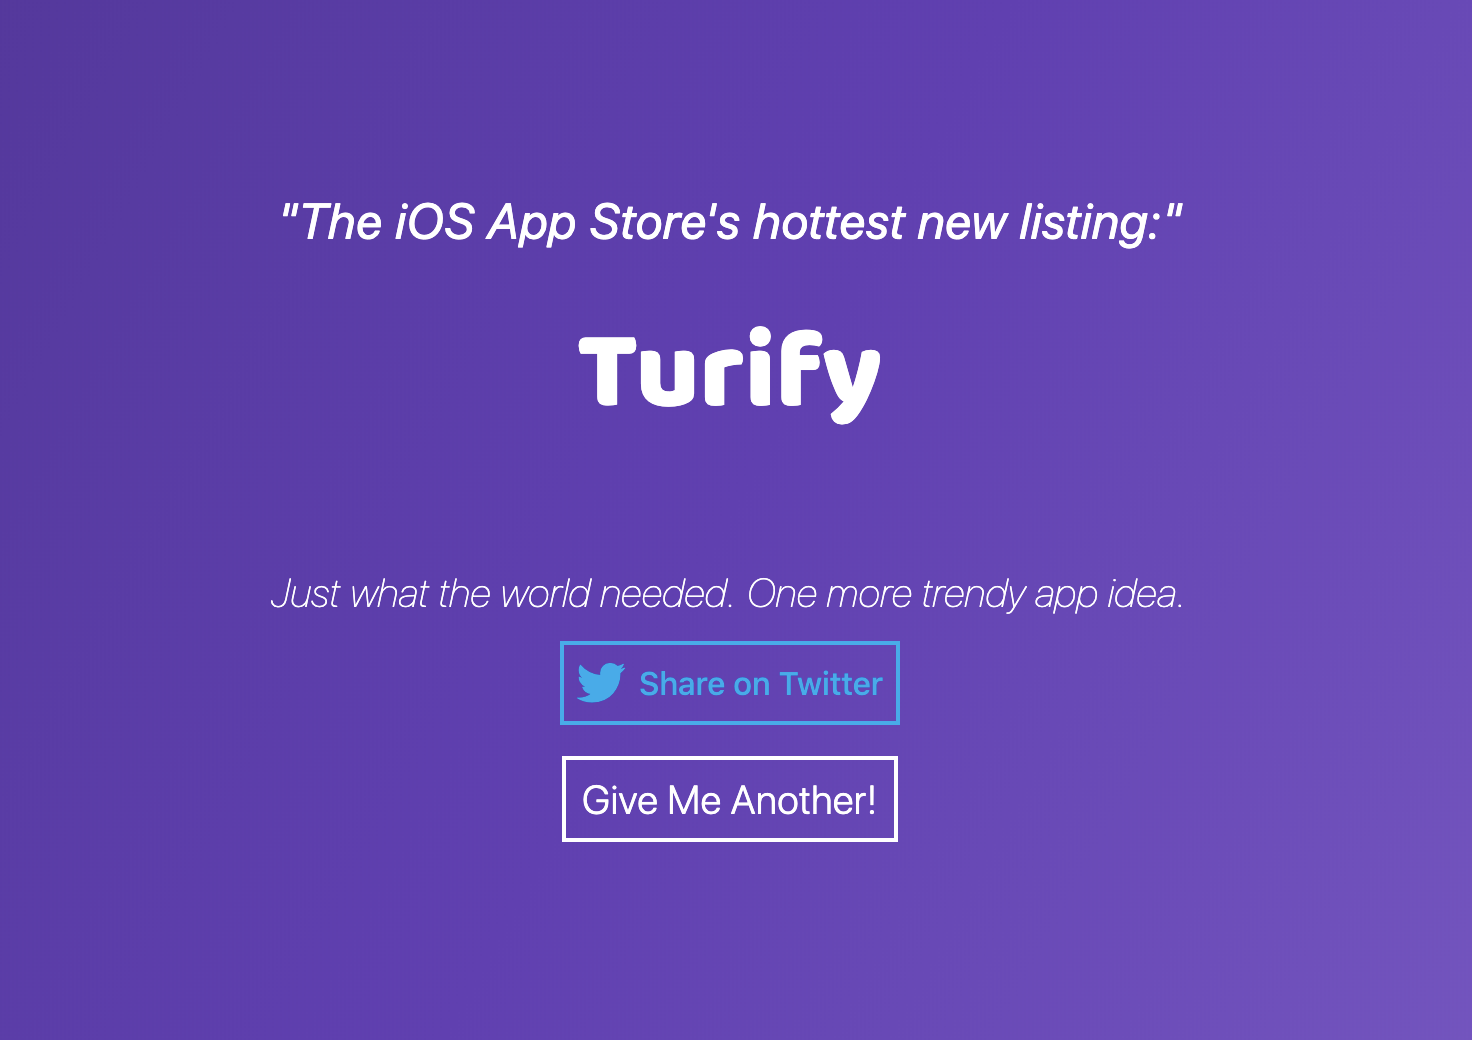 "The iOS App Store's hottest new listing:"
Turify
Just what the world needed. One more trendy app idea.
Share on Twitter
Give Me Another!